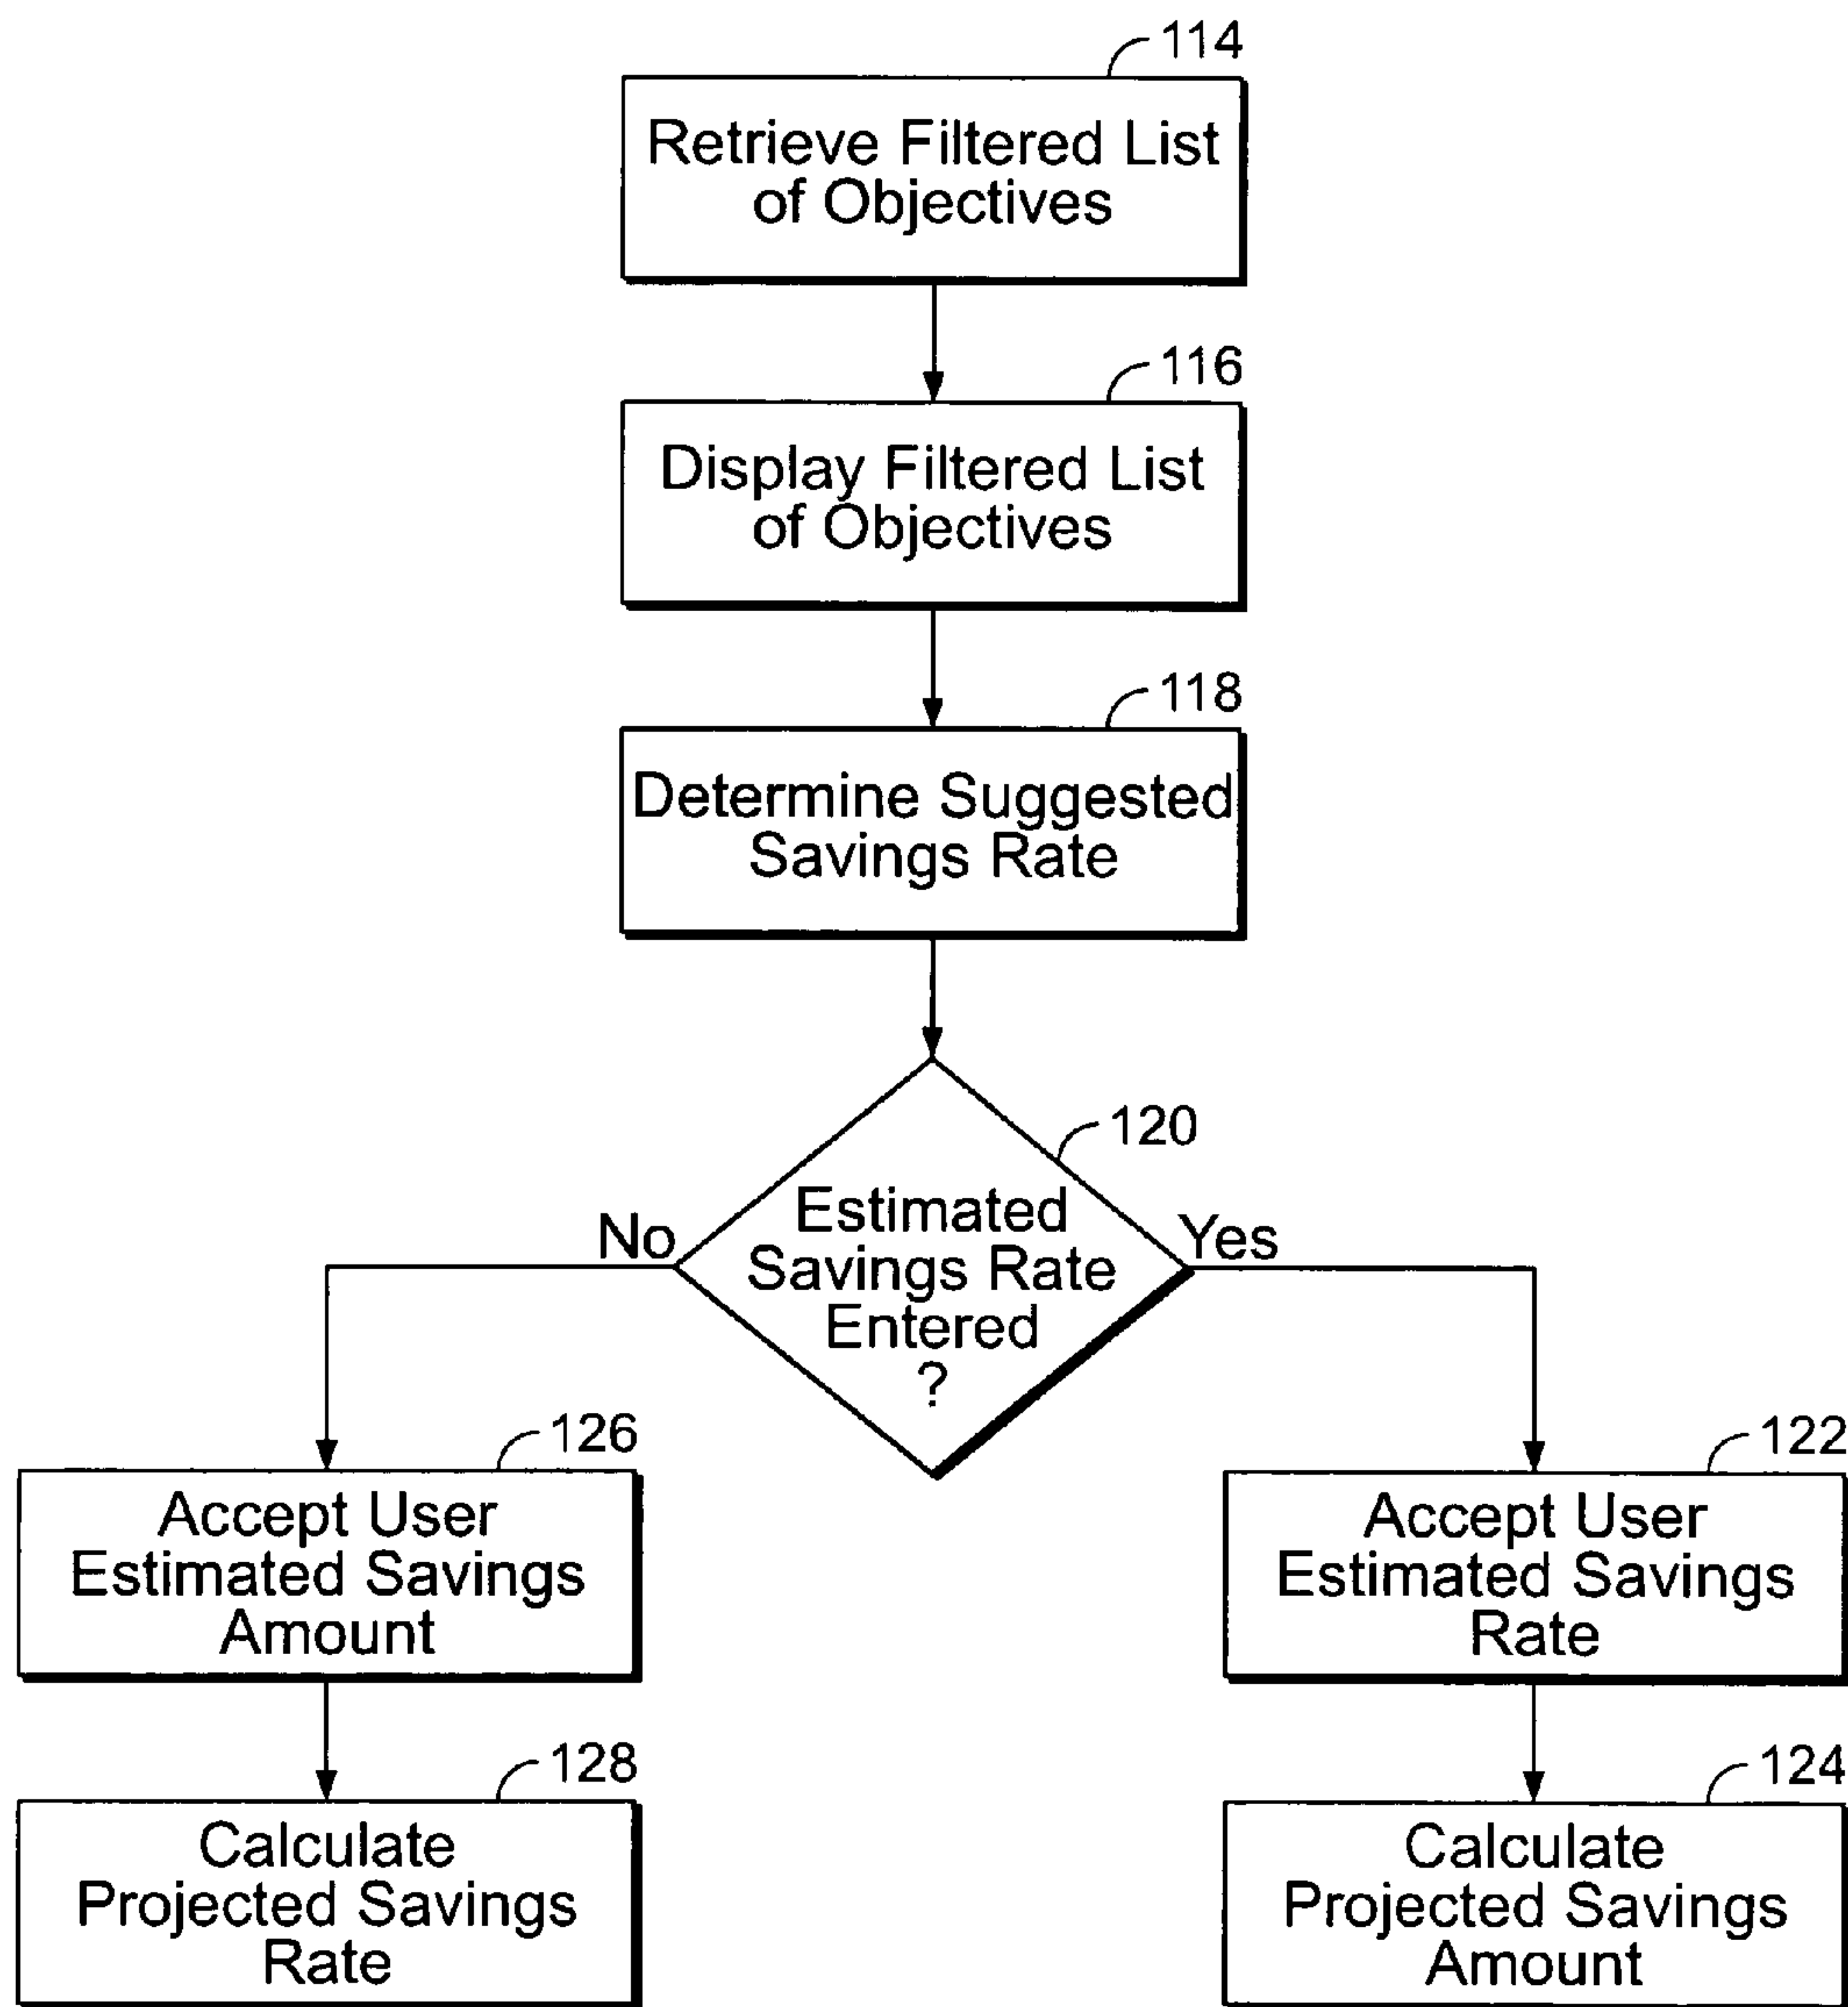 114
Retrieve Filtered List
of Objectives
116
Display Filtered List
of Objectives
118
Determine Suggested
Savings Rate
120
Estimated
Savings Rate
Entered
?
No
Yes
126
Accept User
Estimated Savings
Amount
122
Accept User
Estimated Savings
Rate
128
Calculate
Projected Savings
Rate
124
Calculate
Projected Savings
Amount